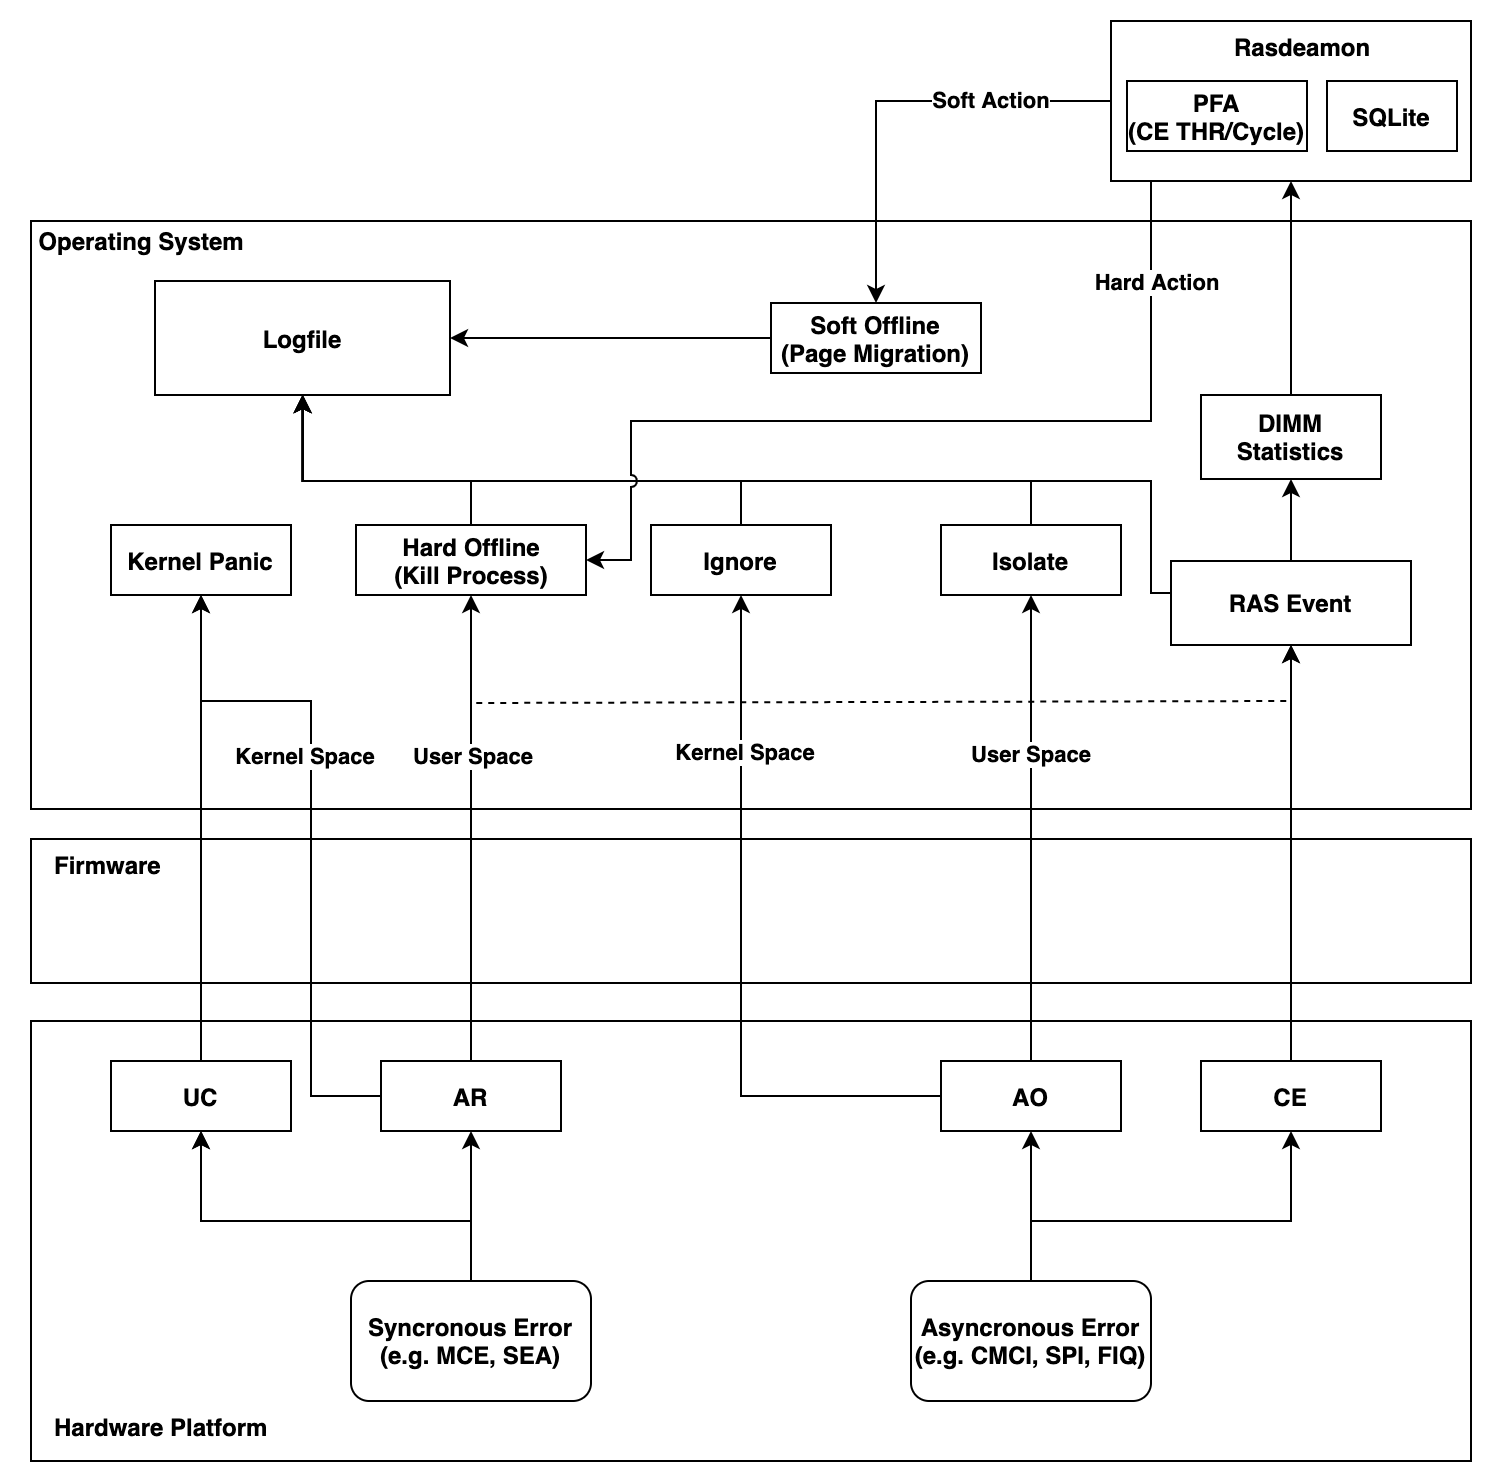 Rasdeamon
PFA
(CE THR/Cycle)
SQLite
Soft Action
Operating System
Hard Action
Logfile
Soft Offline
(Page Migration)
DIMM
Statistics
Kernel Panic
Hard Offline
(Kill Process)
Ignore
Isolate
RAS Event
Kernel Space
User Space
Kernel Space
User Space
Firmware
UC
AR
AO
CE
Syncronous Error
(e.g. MCE, SEA)
Asyncronous Error
(e.g. CMCI, SPI, FIQ)
Hardware Platform